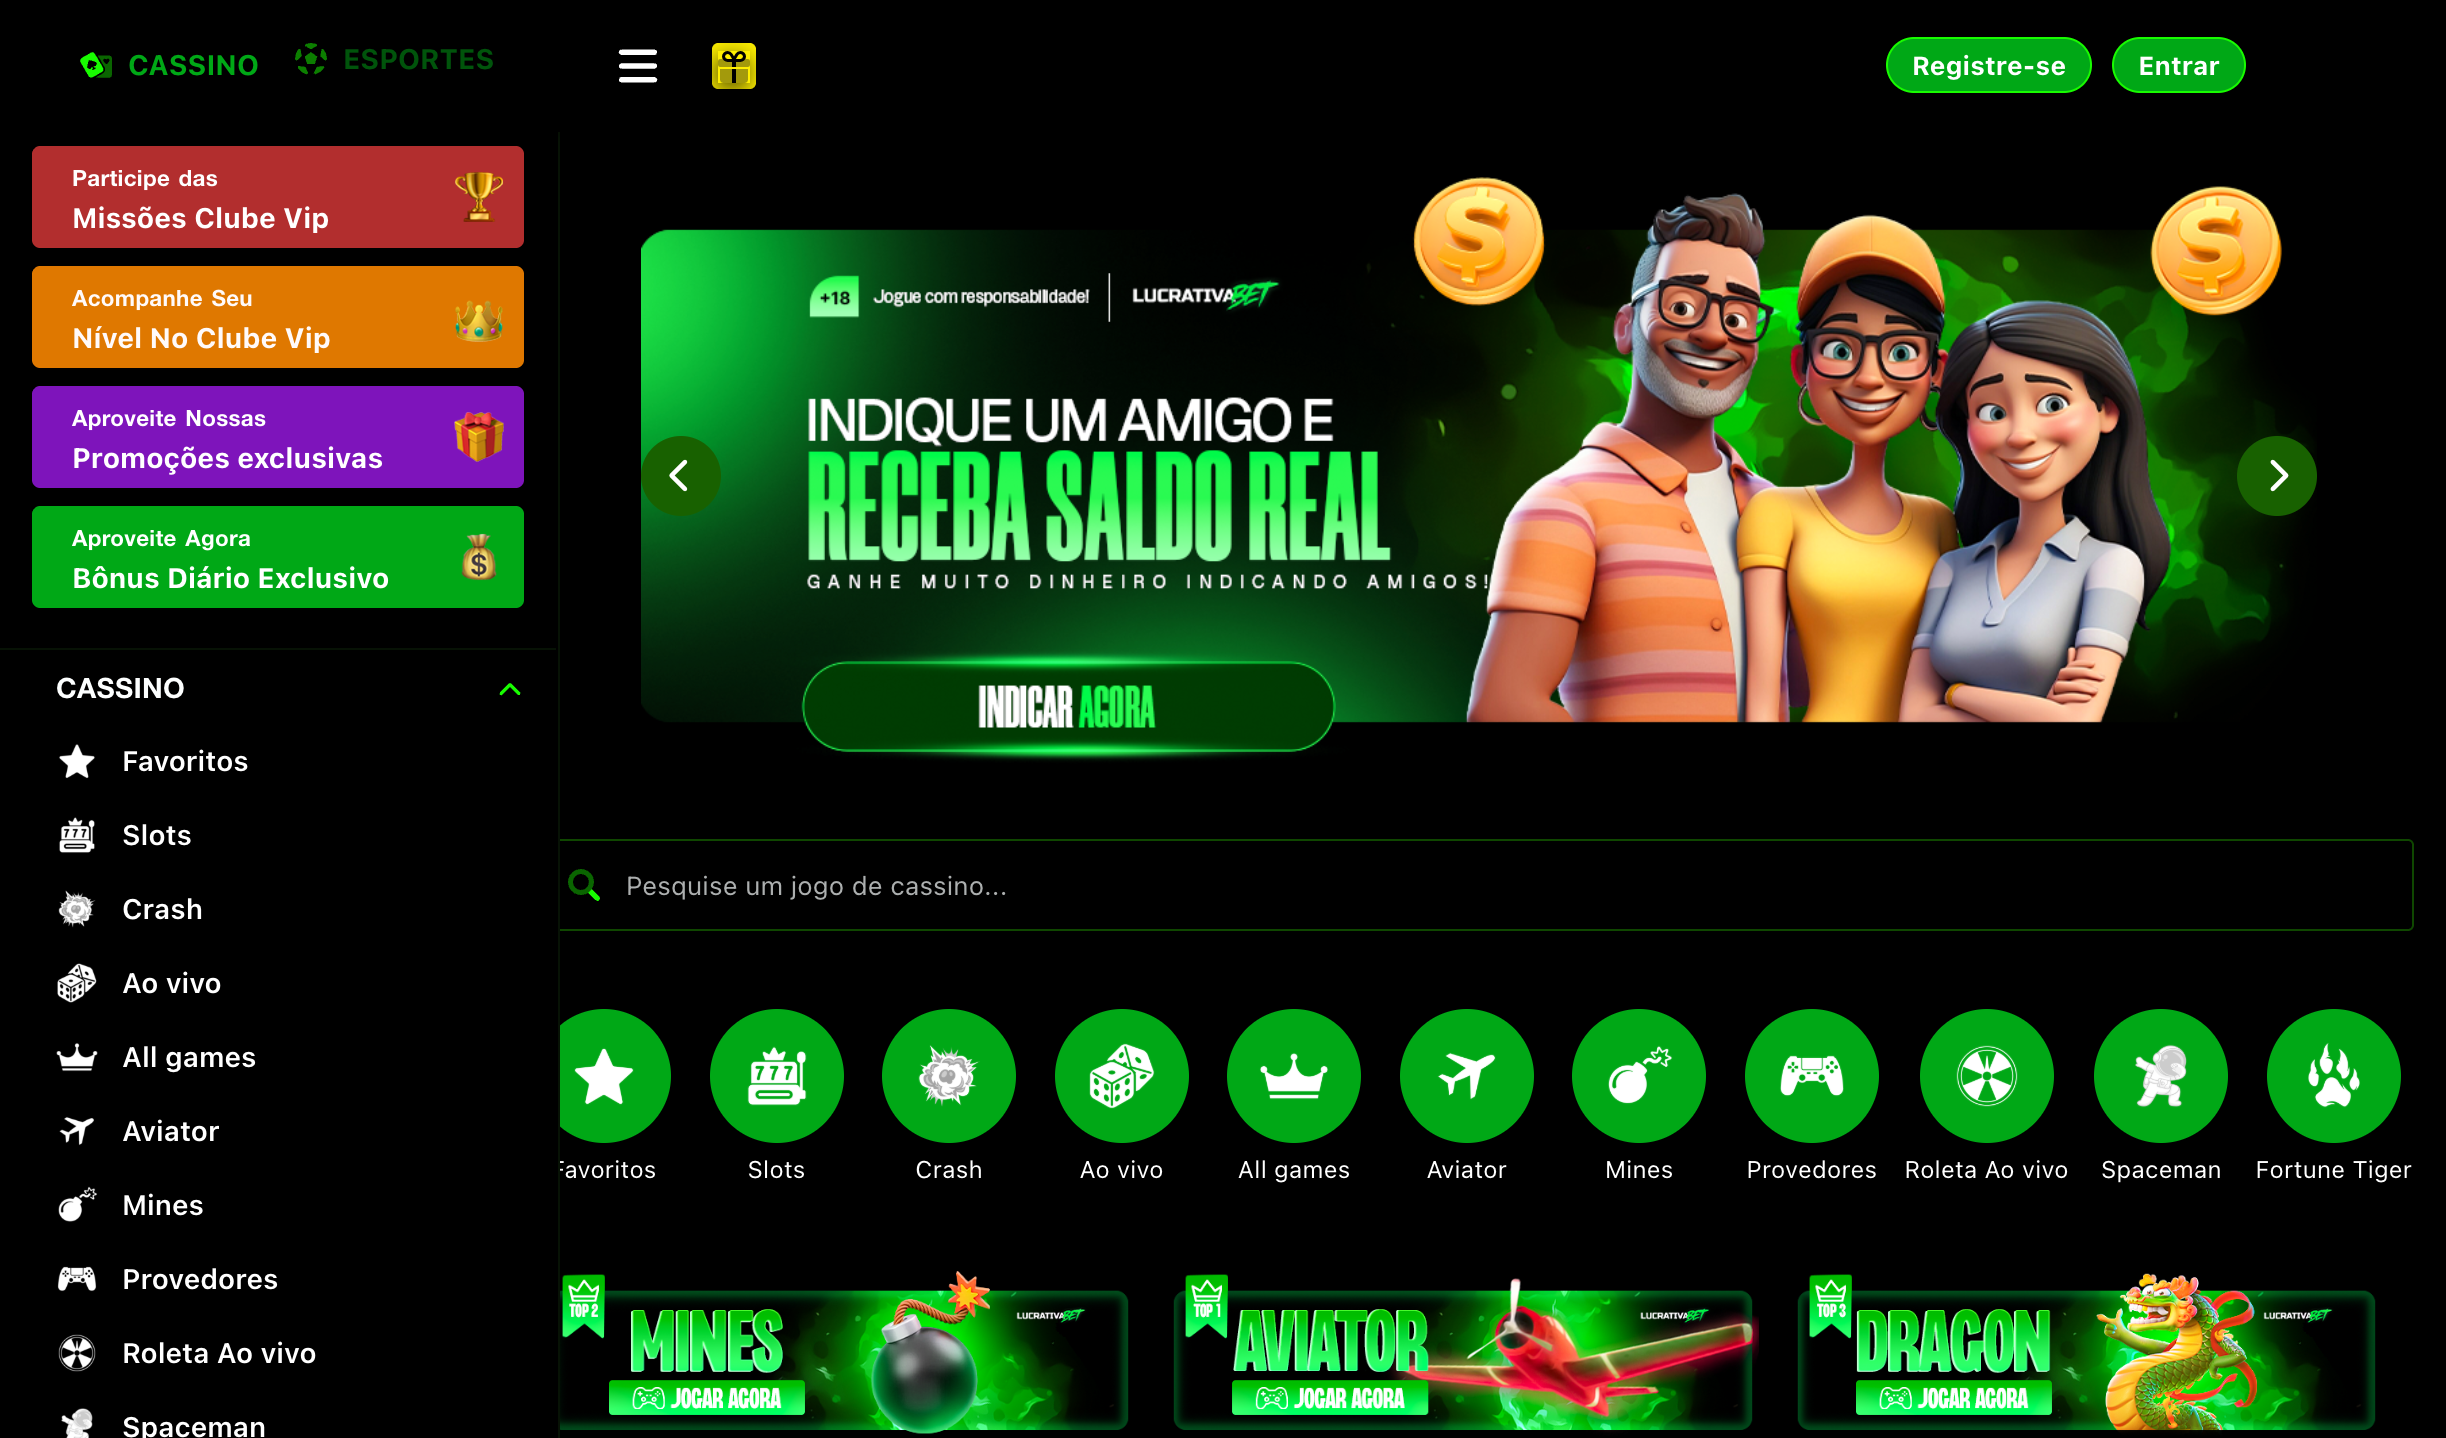 CASSINO
ESPORTES
Registre-se
Entrar
Participe das
Missões Clube Vip
Acompanhe Seu
Nível No Clube Vip
Aproveite Nossas
Promoções exclusivas
Aproveite Agora
Bônus Diário Exclusivo
CASSINO
Favoritos
Slots
Crash
Ao vivo
All games
Aviator
Mines
Provedores
Roleta Ao vivo
Spaceman
+18 Jogue com responsabilidade! LUCRATIVABET
INDIQUE UM AMIGO E
RECEBA SALDO REAL
GANHE MUITO DINHEIRO INDICANDO AMIGOS!
INDICAR AGORA
Pesquise um jogo de cassino...
Favoritos
Slots
Crash
Ao vivo
All games
Aviator
Mines
Provedores
Roleta Ao vivo
Spaceman
Fortune Tiger
TOP 2
MINES
LUCRATIVABET
JOGAR AGORA
TOP 1
AVIATOR
LUCRATIVABET
JOGAR AGORA
TOP 3
DRAGON
LUCRATIVABET
JOGAR AGORA